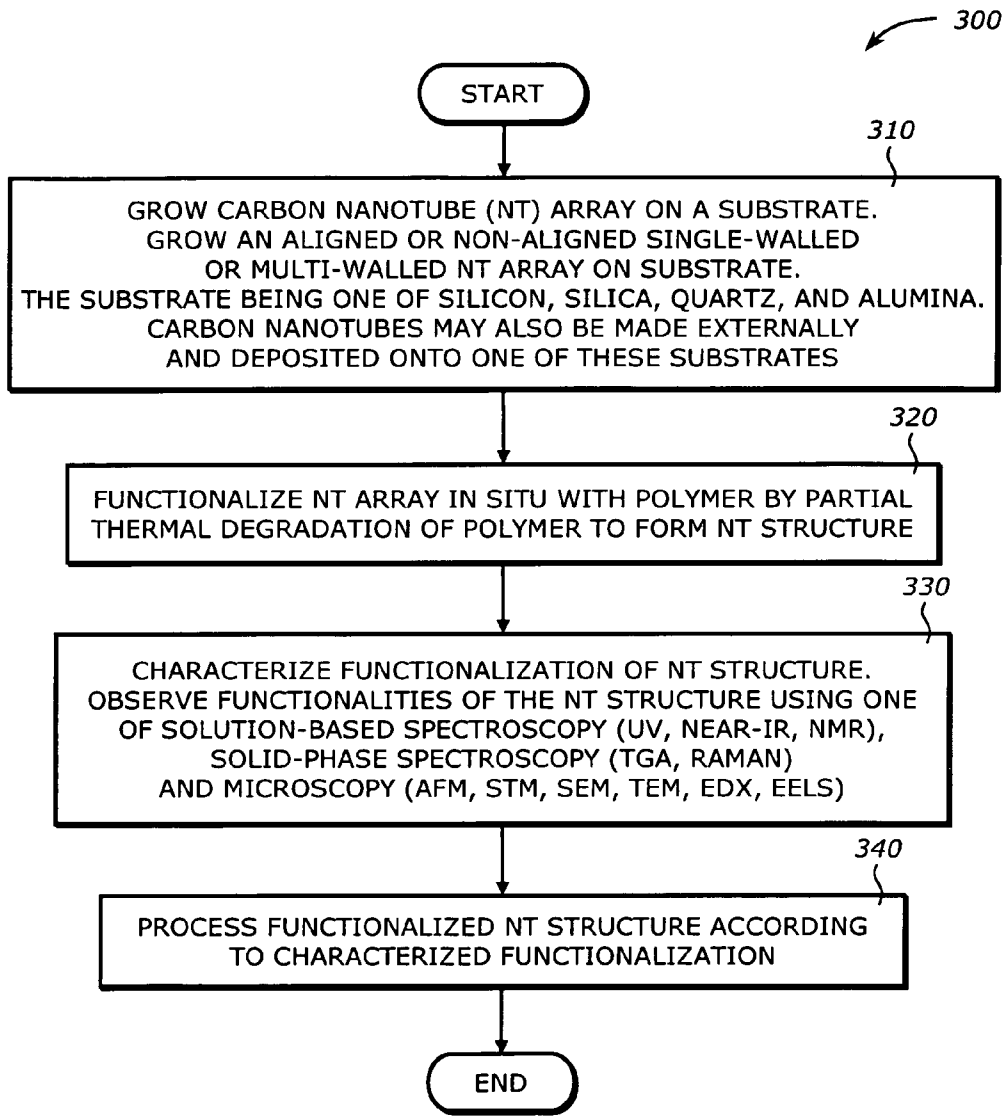 300
START
310
GROW CARBON NANOTUBE (NT) ARRAY ON A SUBSTRATE.
GROW AN ALIGNED OR NON-ALIGNED SINGLE-WALLED
OR MULTI-WALLED NT ARRAY ON SUBSTRATE.
THE SUBSTRATE BEING ONE OF SILICON, SILICA, QUARTZ, AND ALUMINA.
CARBON NANOTUBES MAY ALSO BE MADE EXTERNALLY
AND DEPOSITED ONTO ONE OF THESE SUBSTRATES
320
FUNCTIONALIZE NT ARRAY IN SITU WITH POLYMER BY PARTIAL
THERMAL DEGRADATION OF POLYMER TO FORM NT STRUCTURE
330
CHARACTERIZE FUNCTIONALIZATION OF NT STRUCTURE.
OBSERVE FUNCTIONALITIES OF THE NT STRUCTURE USING ONE
OF SOLUTION-BASED SPECTROSCOPY (UV, NEAR-IR, NMR),
SOLID-PHASE SPECTROSCOPY (TGA, RAMAN)
AND MICROSCOPY (AFM, STM, SEM, TEM, EDX, EELS)
340
PROCESS FUNCTIONALIZED NT STRUCTURE ACCORDING
TO CHARACTERIZED FUNCTIONALIZATION
END